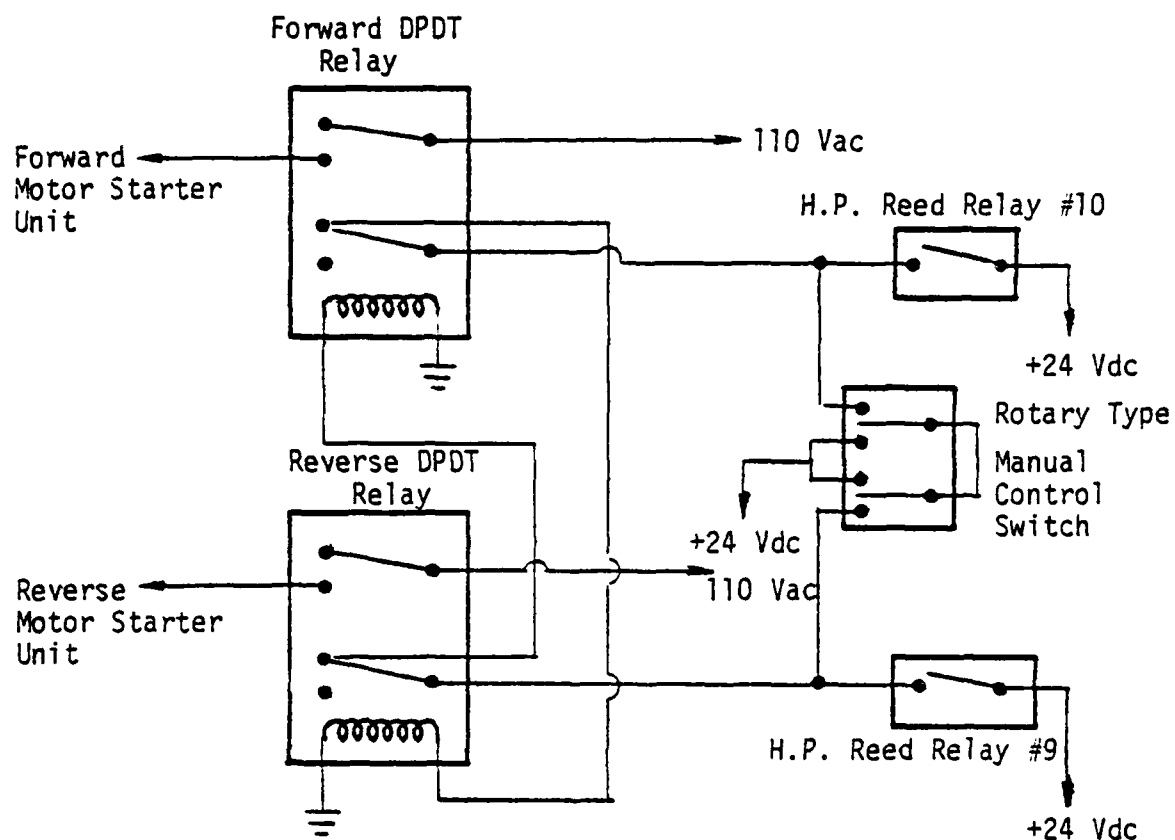 Forward DPDT
Relay
110 Vac
Forward
Motor Starter
Unit
H.P. Reed Relay #10
+24 Vdc
Rotary Type
Manual
Control
Switch
Reverse DPDT
Relay
+24 Vdc
110 Vac
Reverse
Motor Starter
Unit
H.P. Reed Relay #9
+24 Vdc